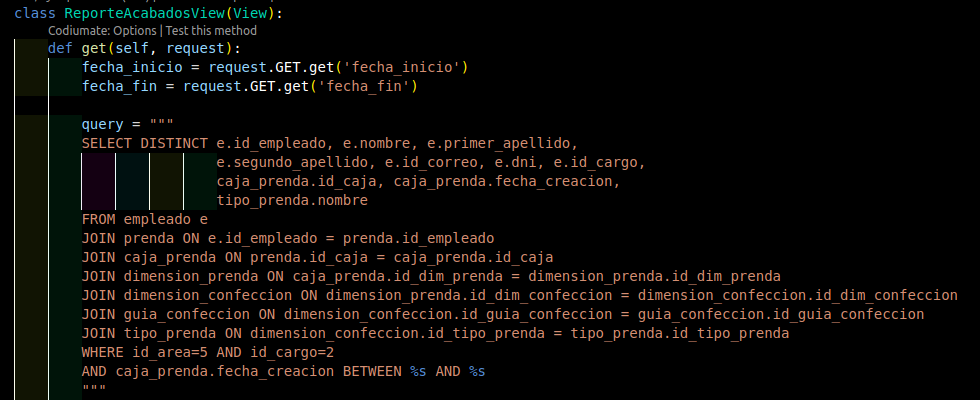 class ReporteAcabadosView(View):
Codiumate: Options | Test this method
def get(self, request):
fecha_inicio = request.GET.get('fecha_inicio')
fecha_fin = request.GET.get('fecha_fin')
query = """
SELECT DISTINCT e.id_empleado, e.nombre, e.primer_apellido,
e.segundo_apellido, e.id_correo, e.dni, e.id_cargo,
caja_prenda.id_caja, caja_prenda.fecha_creacion,
tipo_prenda.nombre
FROM empleado e
JOIN prenda ON e.id_empleado = prenda.id_empleado
JOIN caja_prenda ON prenda.id_caja = caja_prenda.id_caja
JOIN dimension_prenda ON caja_prenda.id_dim_prenda = dimension_prenda.id_dim_prenda
JOIN dimension_confeccion ON dimension_prenda.id_dim_confeccion = dimension_confeccion.id_dim_confeccion
JOIN guia_confeccion ON dimension_confeccion.id_guia_confeccion = guia_confeccion.id_guia_confeccion
JOIN tipo_prenda ON dimension_confeccion.id_tipo_prenda = tipo_prenda.id_tipo_prenda
WHERE id_area=5 AND id_cargo=2
AND caja_prenda.fecha_creacion BETWEEN %s AND %s
"""